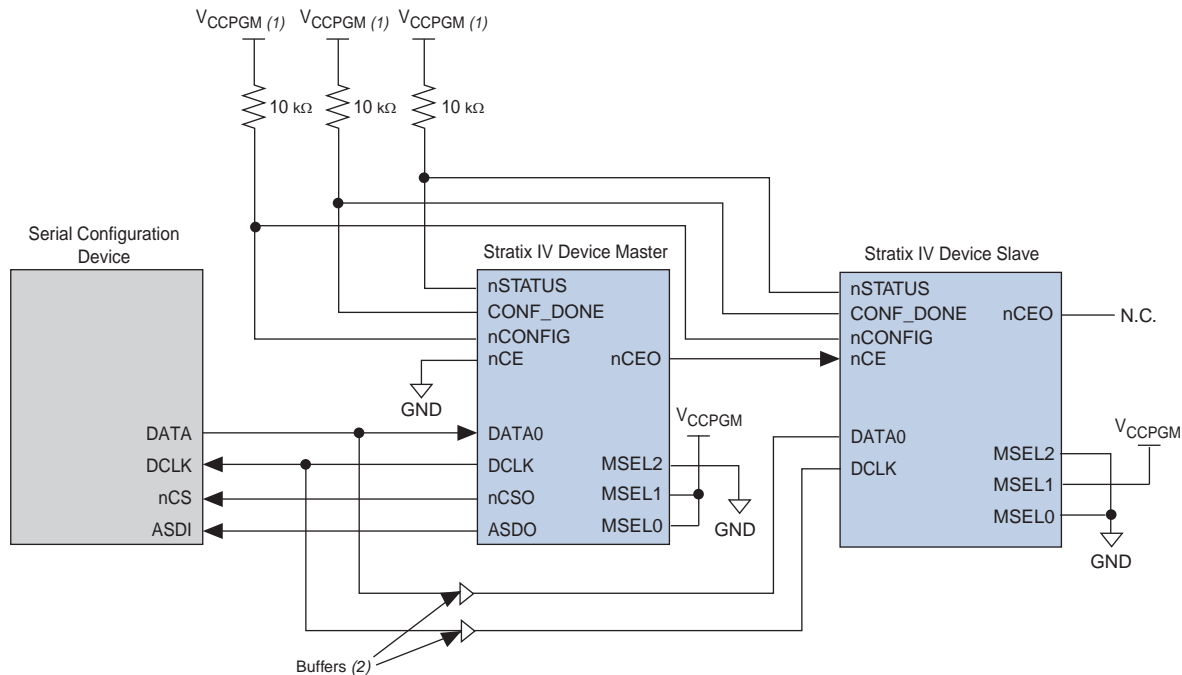 VCCPGM (1) VCCPGM (1) VCCPGM (1)
10 kΩ 10 kΩ 10 kΩ
Serial Configuration
Device
DATA
DCLK
nCS
ASDI
Stratix IV Device Master
nSTATUS
CONF_DONE
nCONFIG
nCE
nCEO
GND
DATA0
DCLK
nCSO
ASDO
VCCPGM
MSEL2
MSEL1
MSEL0
GND
Stratix IV Device Slave
nSTATUS
CONF_DONE
nCONFIG
nCE
nCEO
N.C.
DATA0
DCLK
VCCPGM
MSEL2
MSEL1
MSEL0
GND
Buffers (2)